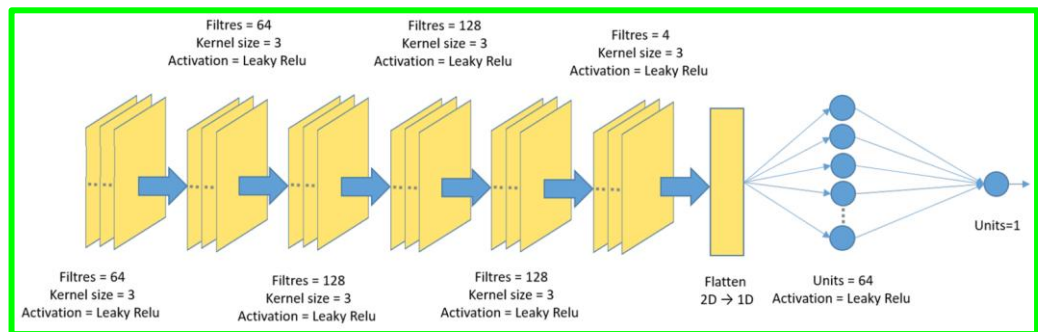 Filtres = 64
Kernel size = 3
Activation = Leaky Relu
Filtres = 128
Kernel size = 3
Activation = Leaky Relu
Filtres = 4
Kernel size = 3
Activation = Leaky Relu
Units=1
Filtres = 64
Kernel size = 3
Activation = Leaky Relu
Filtres = 128
Kernel size = 3
Activation = Leaky Relu
Filtres = 128
Kernel size = 3
Activation = Leaky Relu
Flatten
2D → 1D
Units = 64
Activation = Leaky Relu